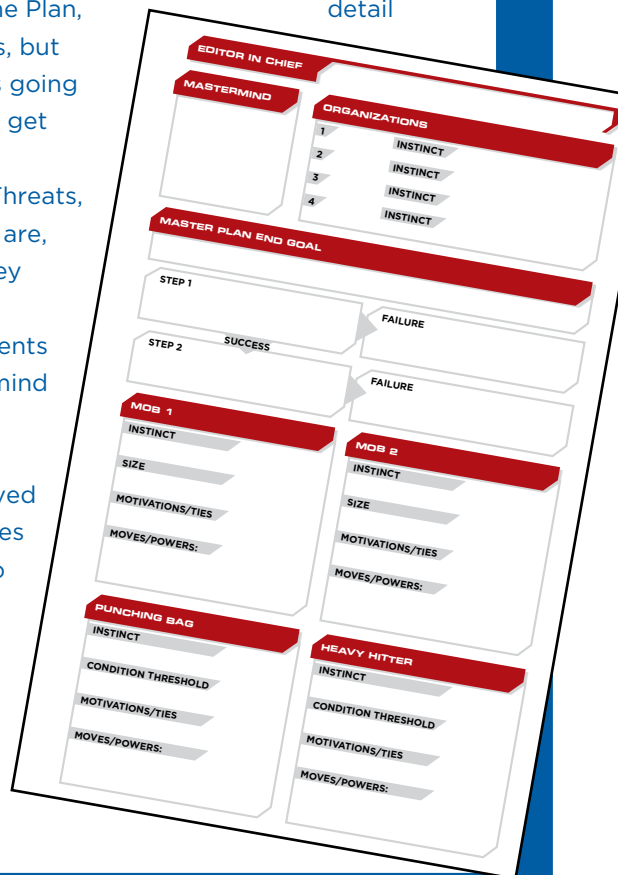 ne Plan,
s, but
s going
get
Threats,
are,
ey
ents
mind
yed
es
o
detail
EDITOR IN CHIEF
MASTERMIND
ORGANIZATIONS
1 INSTINCT
2 INSTINCT
3 INSTINCT
4 INSTINCT
MASTER PLAN END GOAL
STEP 1
FAILURE
SUCCESS
STEP 2
FAILURE
MOB 1
INSTINCT
SIZE
MOTIVATIONS/TIES
MOVES/POWERS:
MOB 2
INSTINCT
SIZE
MOTIVATIONS/TIES
MOVES/POWERS:
PUNCHING BAG
INSTINCT
CONDITION THRESHOLD
MOTIVATIONS/TIES
MOVES/POWERS:
HEAVY HITTER
INSTINCT
CONDITION THRESHOLD
MOTIVATIONS/TIES
MOVES/POWERS: